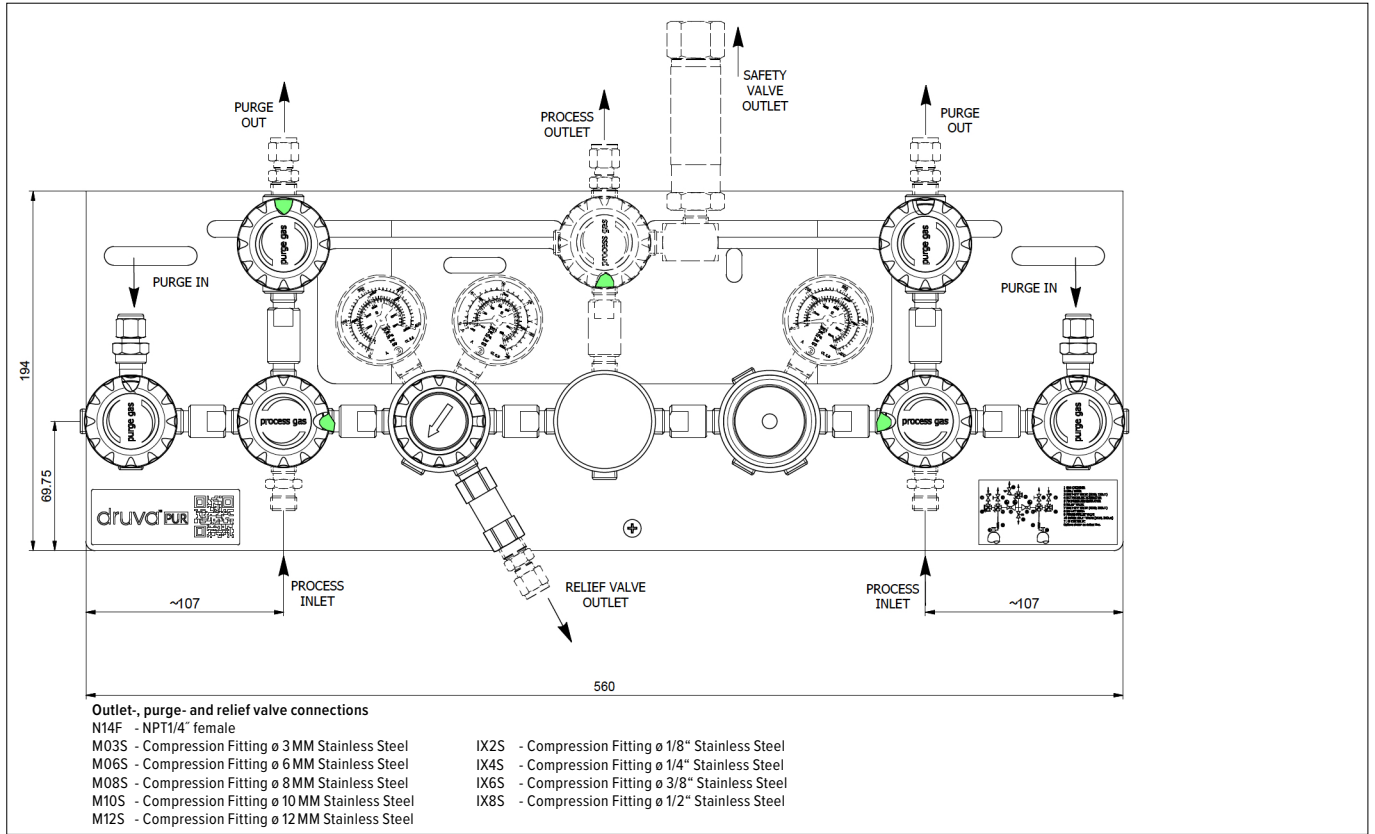 SAFETY
VALVE
OUTLET
PURGE
OUT
PROCESS
OUTLET
PURGE
OUT
purge gas
process gas
purge gas
PURGE IN
PURGE IN
194
purge gas
process gas
process gas
purge gas
69.75
druva™ PUR
PROCESS
INLET
RELIEF VALVE
OUTLET
PROCESS
INLET
~107
~107
560
Outlet-, purge- and relief valve connections
N14F - NPT1/4˝ female
M03S - Compression Fitting ø 3 MM Stainless Steel
M06S - Compression Fitting ø 6 MM Stainless Steel
M08S - Compression Fitting ø 8 MM Stainless Steel
M10S - Compression Fitting ø 10 MM Stainless Steel
M12S - Compression Fitting ø 12 MM Stainless Steel
IX2S - Compression Fitting ø 1/8“ Stainless Steel
IX4S - Compression Fitting ø 1/4“ Stainless Steel
IX6S - Compression Fitting ø 3/8“ Stainless Steel
IX8S - Compression Fitting ø 1/2“ Stainless Steel